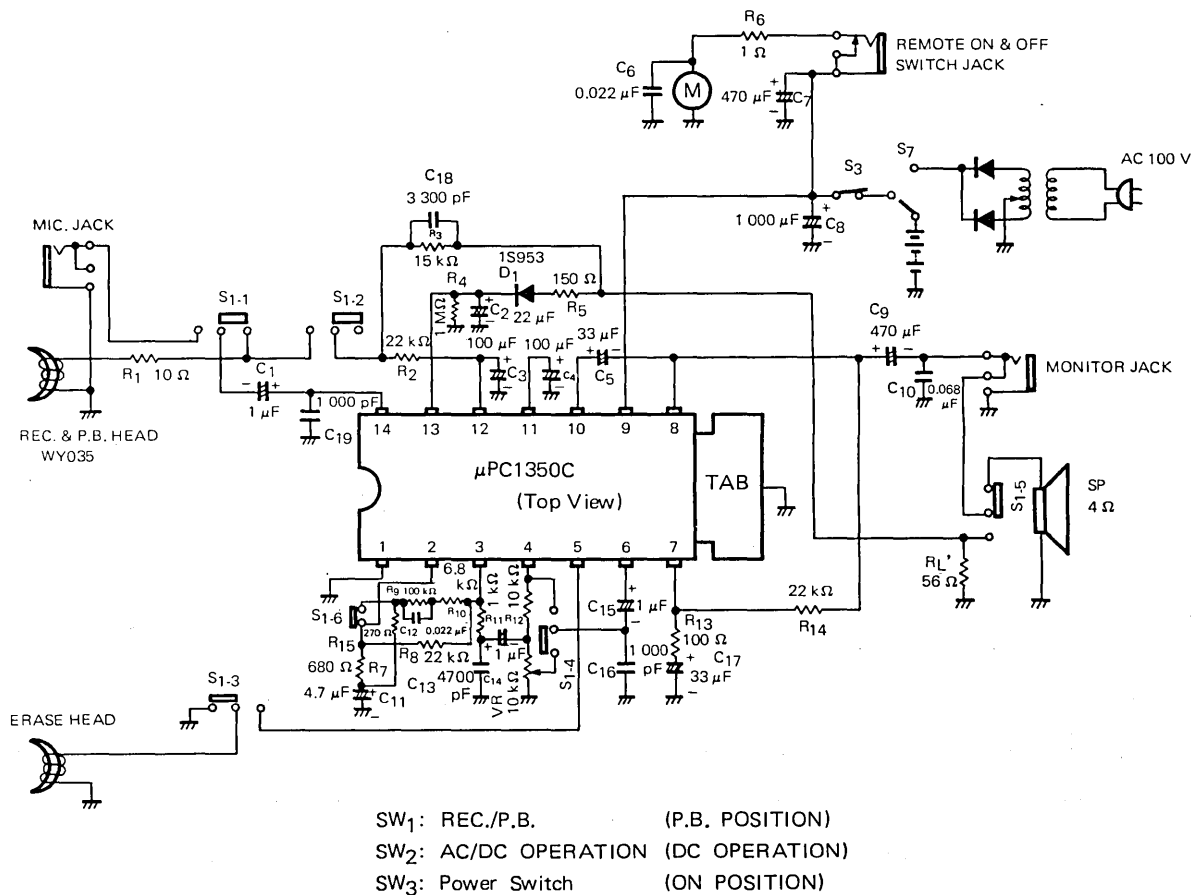 R6
1 Ω
REMOTE ON & OFF
SWITCH JACK
C6
0.022 µF
M
470 µF
+
C7
−
S3
S7
AC 100 V
C18
3 300 pF
R3
15 kΩ
1 000 µF
+
C8
−
MIC. JACK
1S953
D1
150 Ω
R5
R4
1 MΩ
+
C2
−
22 µF
S1-1
S1-2
C9
470 µF
+
−
22 kΩ
R2
100 µF
+
C3
−
100 µF
+
C4
−
33 µF
+
−
C5
MONITOR JACK
C10
0.068
µF
R1
10 Ω
C1
−
+
1 µF
1 000 pF
C19
REC. & P.B. HEAD
WY035
14
13
12
11
10
9
8
µPC1350C
(Top View)
TAB
S1-5
SP
4 Ω
1
2
3
4
5
6
7
RL'
56 Ω
6.8
kΩ
R9
100 kΩ
R10
C12
0.022 µF
1 kΩ
R11
10 kΩ
R12
C15
+
1 µF
−
R13
100 Ω
22 kΩ
R14
S1-6
270 Ω
R15
R8
22 kΩ
+
1 µF
680 Ω
R7
4.7 µF
+
C11
−
C13
4700
pF
C14
VR
10 kΩ
S1-4
C16
1 000
pF
+
C17
33 µF
−
S1-3
ERASE HEAD
SW1: REC./P.B. (P.B. POSITION)
SW2: AC/DC OPERATION (DC OPERATION)
SW3: Power Switch (ON POSITION)